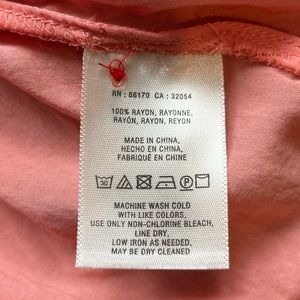 RN : 66170 CA : 32054
100% RAYON, RAYONNE,
RAYÓN, RAYON, REYON
MADE IN CHINA,
HECHO EN CHINA,
FABRIQUÉ EN CHINE
MACHINE WASH COLD
WITH LIKE COLORS,
USE ONLY NON-CHLORINE BLEACH,
LINE DRY,
LOW IRON AS NEEDED,
MAY BE DRY CLEANED